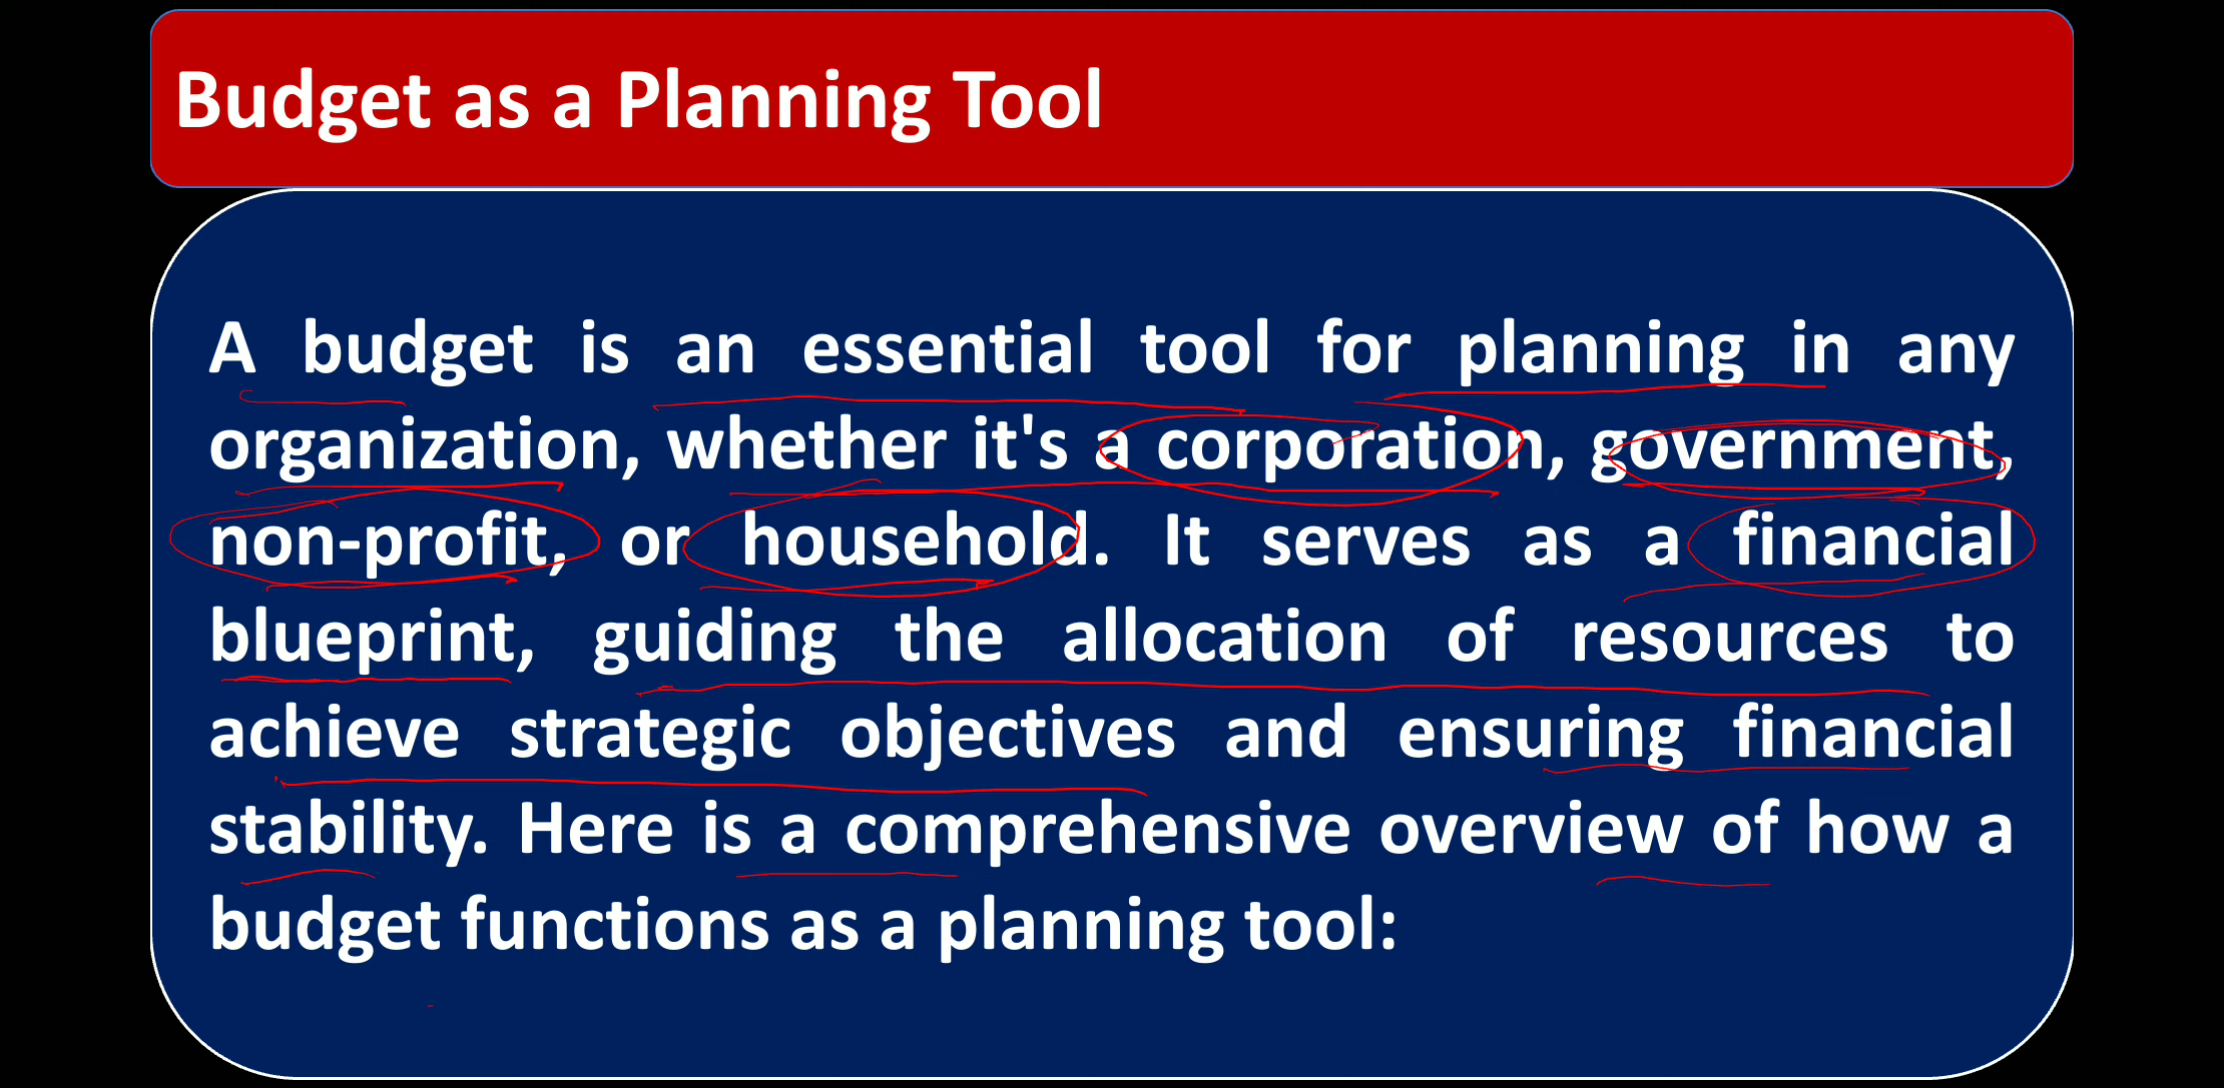 Budget as a Planning Tool
A budget is an essential tool for planning in any
organization, whether it's a corporation, government,
non-profit, or household. It serves as a financial
blueprint, guiding the allocation of resources to
achieve strategic objectives and ensuring financial
stability. Here is a comprehensive overview of how a
budget functions as a planning tool: